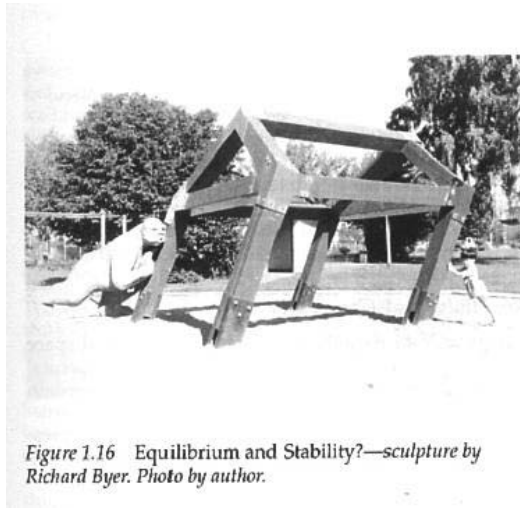 Figure 1.16 Equilibrium and Stability?—sculpture by
Richard Byer. Photo by author.